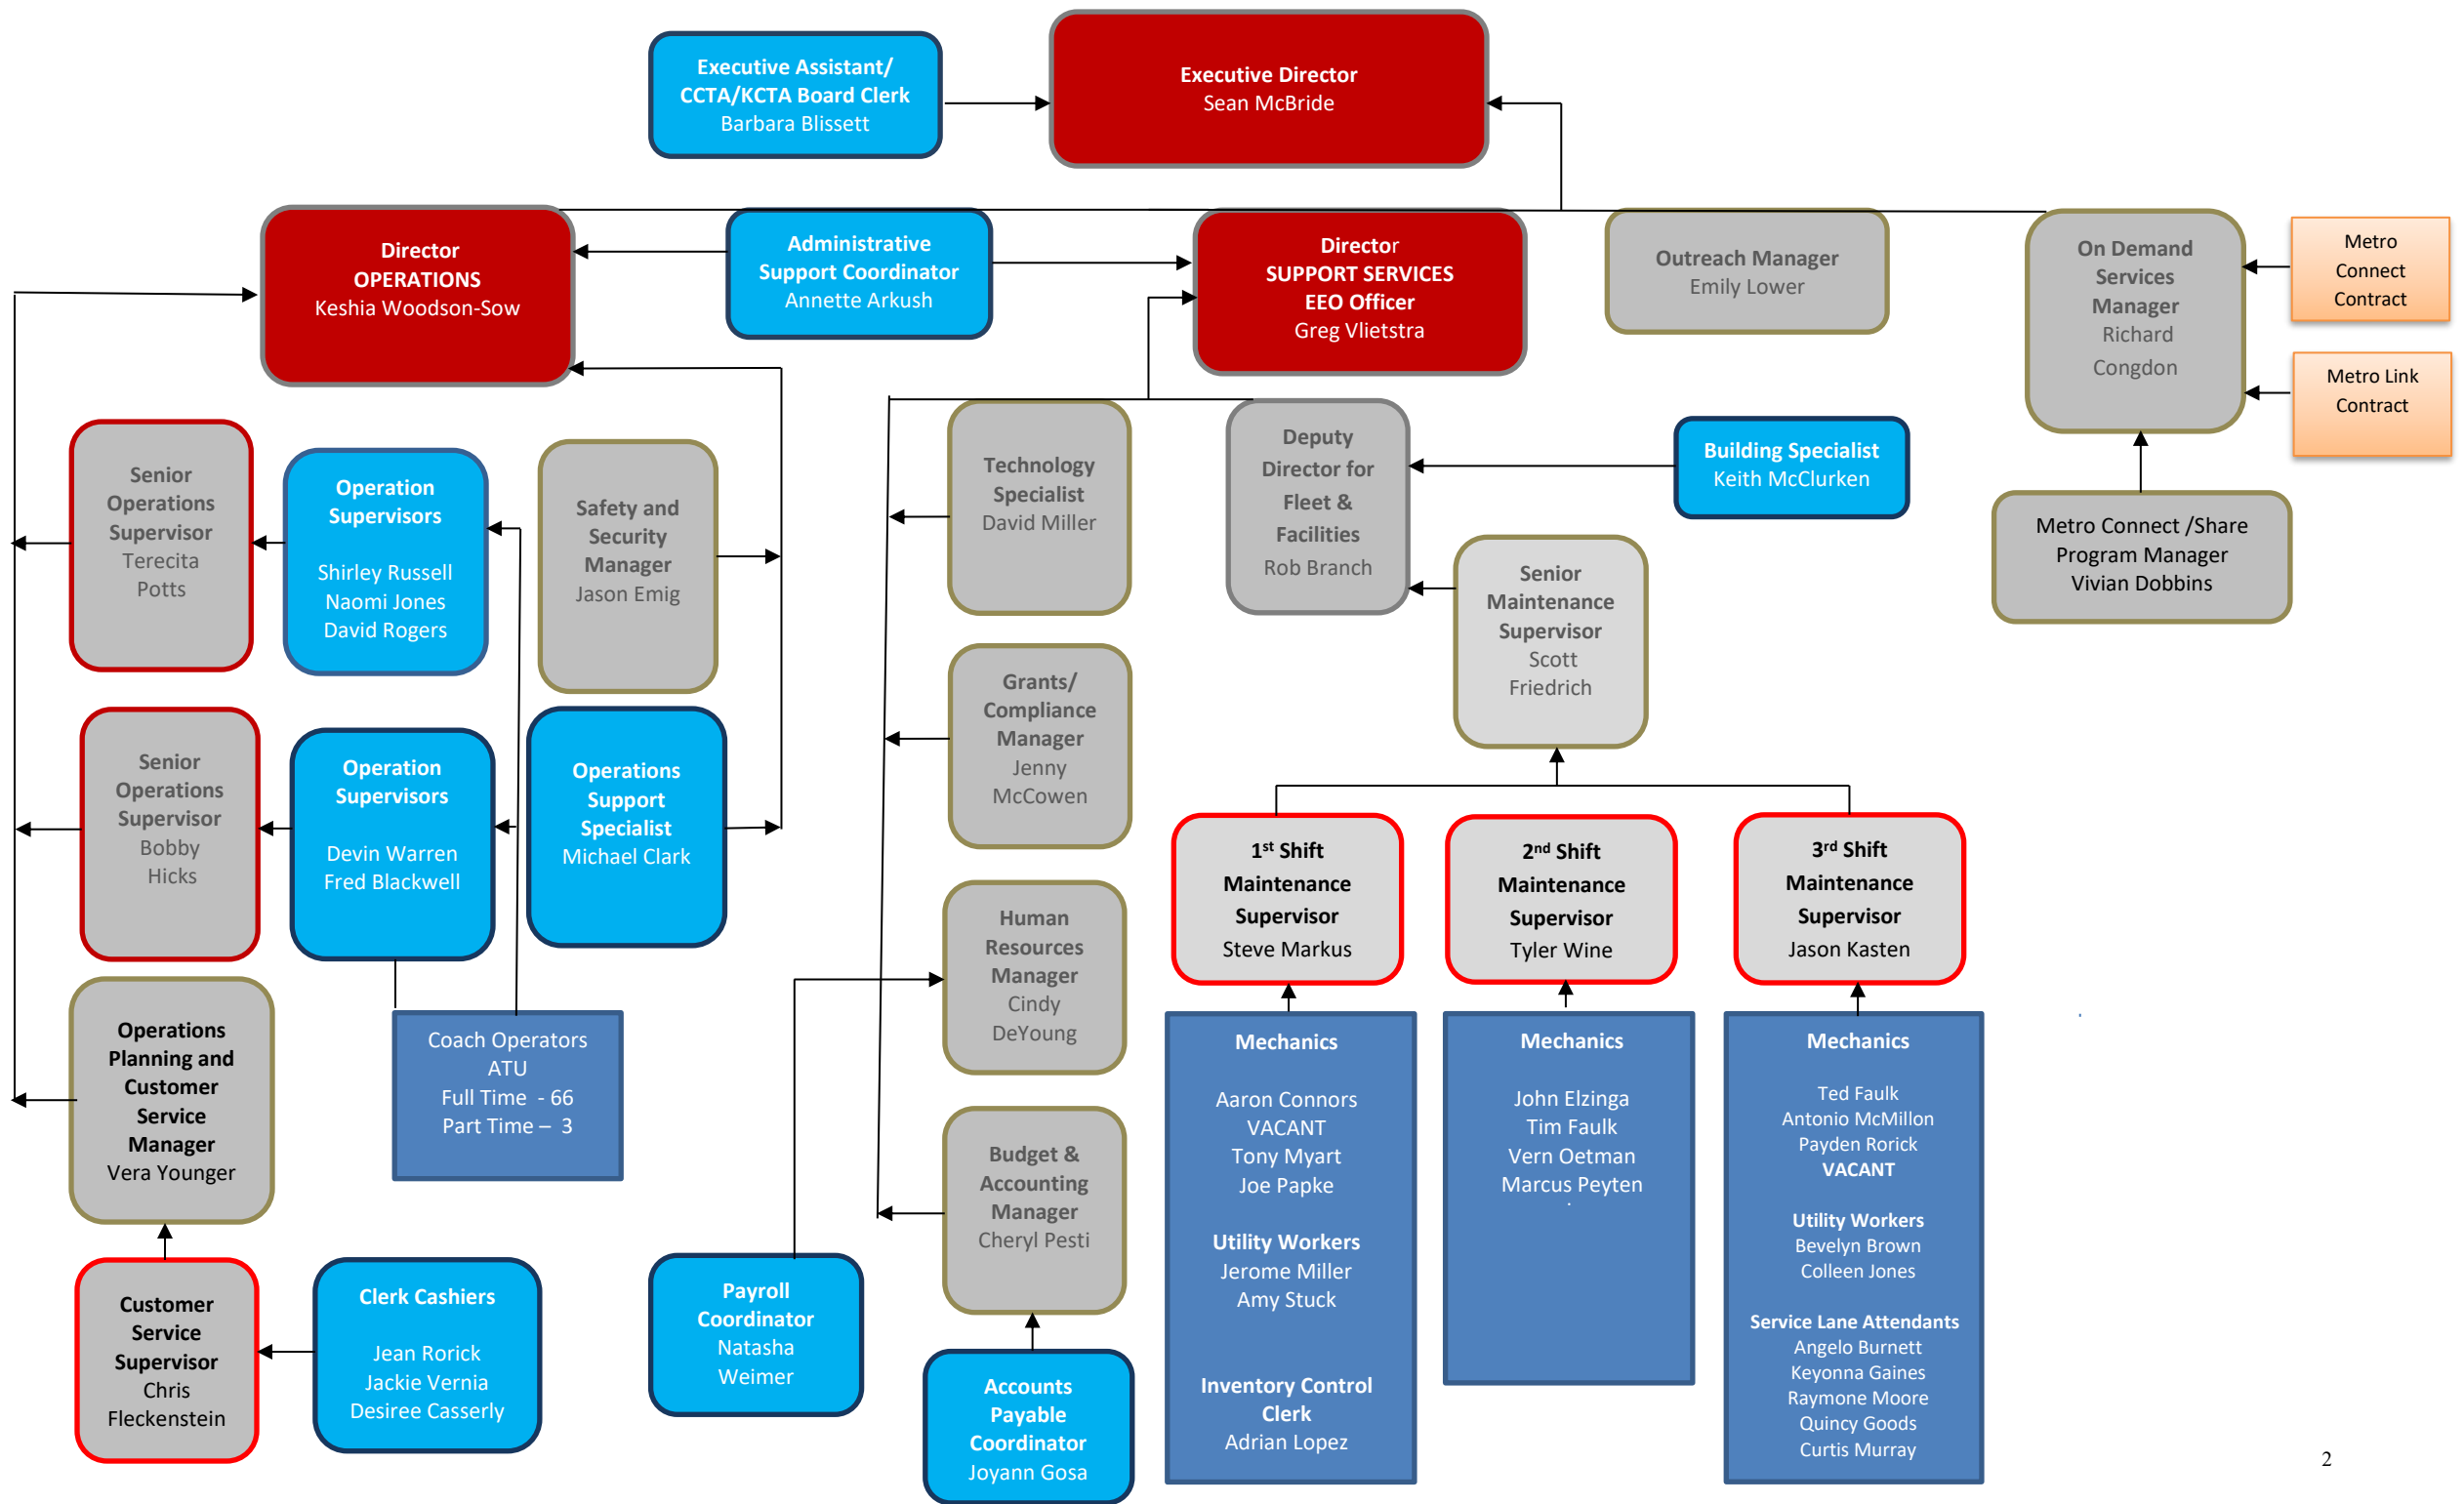 Executive Assistant/
CCTA/KCTA Board Clerk
Barbara Blissett
Executive Director
Sean McBride
Director
OPERATIONS
Keshia Woodson-Sow
Administrative
Support Coordinator
Annette Arkush
Director
SUPPORT SERVICES
EEO Officer
Greg Vlietstra
Outreach Manager
Emily Lower
On Demand
Services
Manager
Richard
Congdon
Metro
Connect
Contract
Metro Link
Contract
Senior
Operations
Supervisor
Terecita
Potts
Operation
Supervisors
Shirley Russell
Naomi Jones
David Rogers
Safety and
Security
Manager
Jason Emig
Technology
Specialist
David Miller
Deputy
Director for
Fleet &
Facilities
Rob Branch
Building Specialist
Keith McClurken
Metro Connect /Share
Program Manager
Vivian Dobbins
Senior
Maintenance
Supervisor
Scott
Friedrich
Senior
Operations
Supervisor
Bobby
Hicks
Operation
Supervisors
Devin Warren
Fred Blackwell
Operations
Support
Specialist
Michael Clark
Grants/
Compliance
Manager
Jenny
McCowen
1st Shift
Maintenance
Supervisor
Steve Markus
2nd Shift
Maintenance
Supervisor
Tyler Wine
3rd Shift
Maintenance
Supervisor
Jason Kasten
Human
Resources
Manager
Cindy
DeYoung
Operations
Planning and
Customer
Service
Manager
Vera Younger
Coach Operators
ATU
Full Time - 66
Part Time – 3
Budget &
Accounting
Manager
Cheryl Pesti
Mechanics
Aaron Connors
VACANT
Tony Myart
Joe Papke
Utility Workers
Jerome Miller
Amy Stuck
Inventory Control
Clerk
Adrian Lopez
Mechanics
John Elzinga
Tim Faulk
Vern Oetman
Marcus Peyten
Mechanics
Ted Faulk
Antonio McMillon
Payden Rorick
VACANT
Utility Workers
Bevelyn Brown
Colleen Jones
Service Lane Attendants
Angelo Burnett
Keyonna Gaines
Raymone Moore
Quincy Goods
Curtis Murray
Customer
Service
Supervisor
Chris
Fleckenstein
Clerk Cashiers
Jean Rorick
Jackie Vernia
Desiree Casserly
Payroll
Coordinator
Natasha
Weimer
Accounts
Payable
Coordinator
Joyann Gosa
2